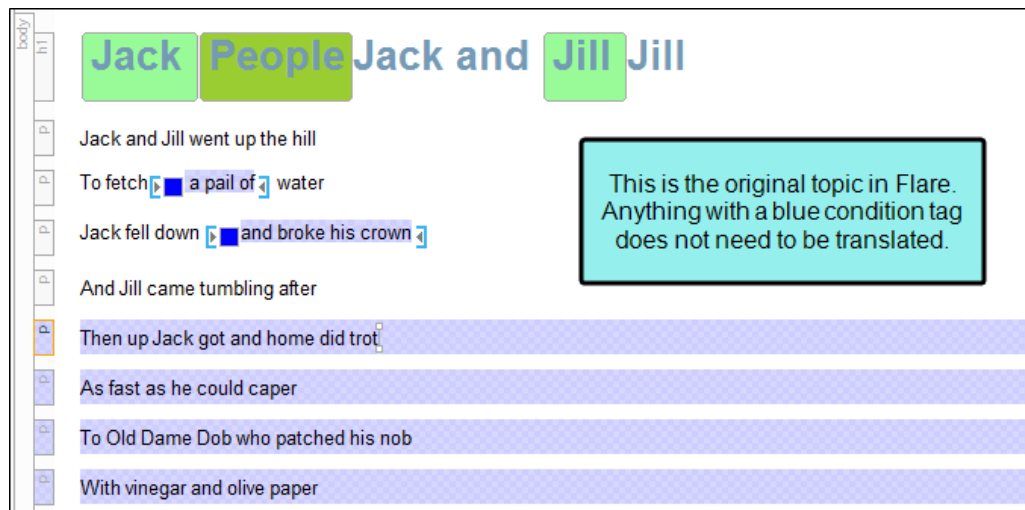 body
h1
Jack People Jack and Jill Jill
p
Jack and Jill went up the hill
p
To fetch a pail of water
p
Jack fell down and broke his crown
p
And Jill came tumbling after
p
Then up Jack got and home did trot
p
As fast as he could caper
p
To Old Dame Dob who patched his nob
p
With vinegar and olive paper
This is the original topic in Flare.
Anything with a blue condition tag
does not need to be translated.